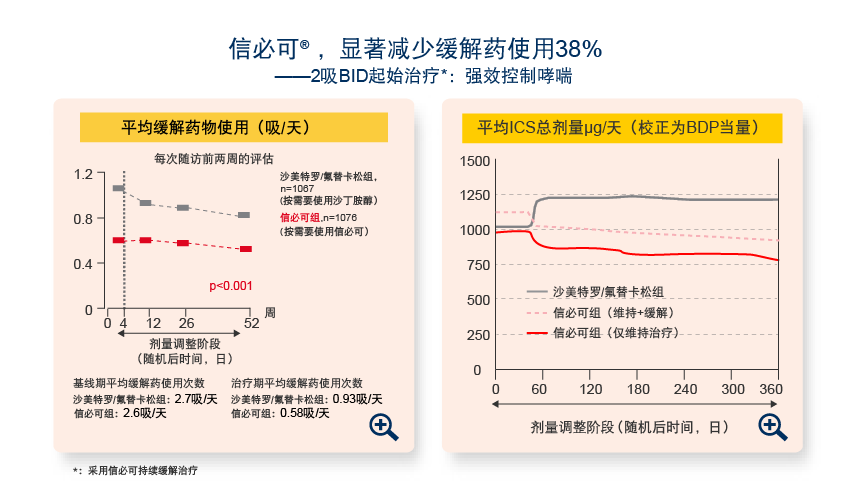 信必可®，显著减少缓解药使用38%
——2吸BID起始治疗*：强效控制哮喘
平均缓解药物使用（吸/天）
每次随访前两周的评估
1.2
0.8
0.4
0
0 4 12 26 52 周
沙美特罗/氟替卡松组，
n=1067
(按需要使用沙丁胺醇)
信必可组,n=1076
(按需要使用信必可)
p<0.001
剂量调整阶段
（随机后时间，日）
基线期平均缓解药使用次数
沙美特罗/氟替卡松组：2.7吸/天
信必可组：2.6吸/天
治疗期平均缓解药使用次数
沙美特罗/氟替卡松组：0.93吸/天
信必可组：0.58吸/天
平均ICS总剂量μg/天（校正为BDP当量）
1500
1250
1000
750
500
250
0
沙美特罗/氟替卡松组
信必可组（维持+缓解）
信必可组（仅维持治疗）
0 60 120 180 240 300 360
剂量调整阶段（随机后时间，日）
*：采用信必可持续缓解治疗